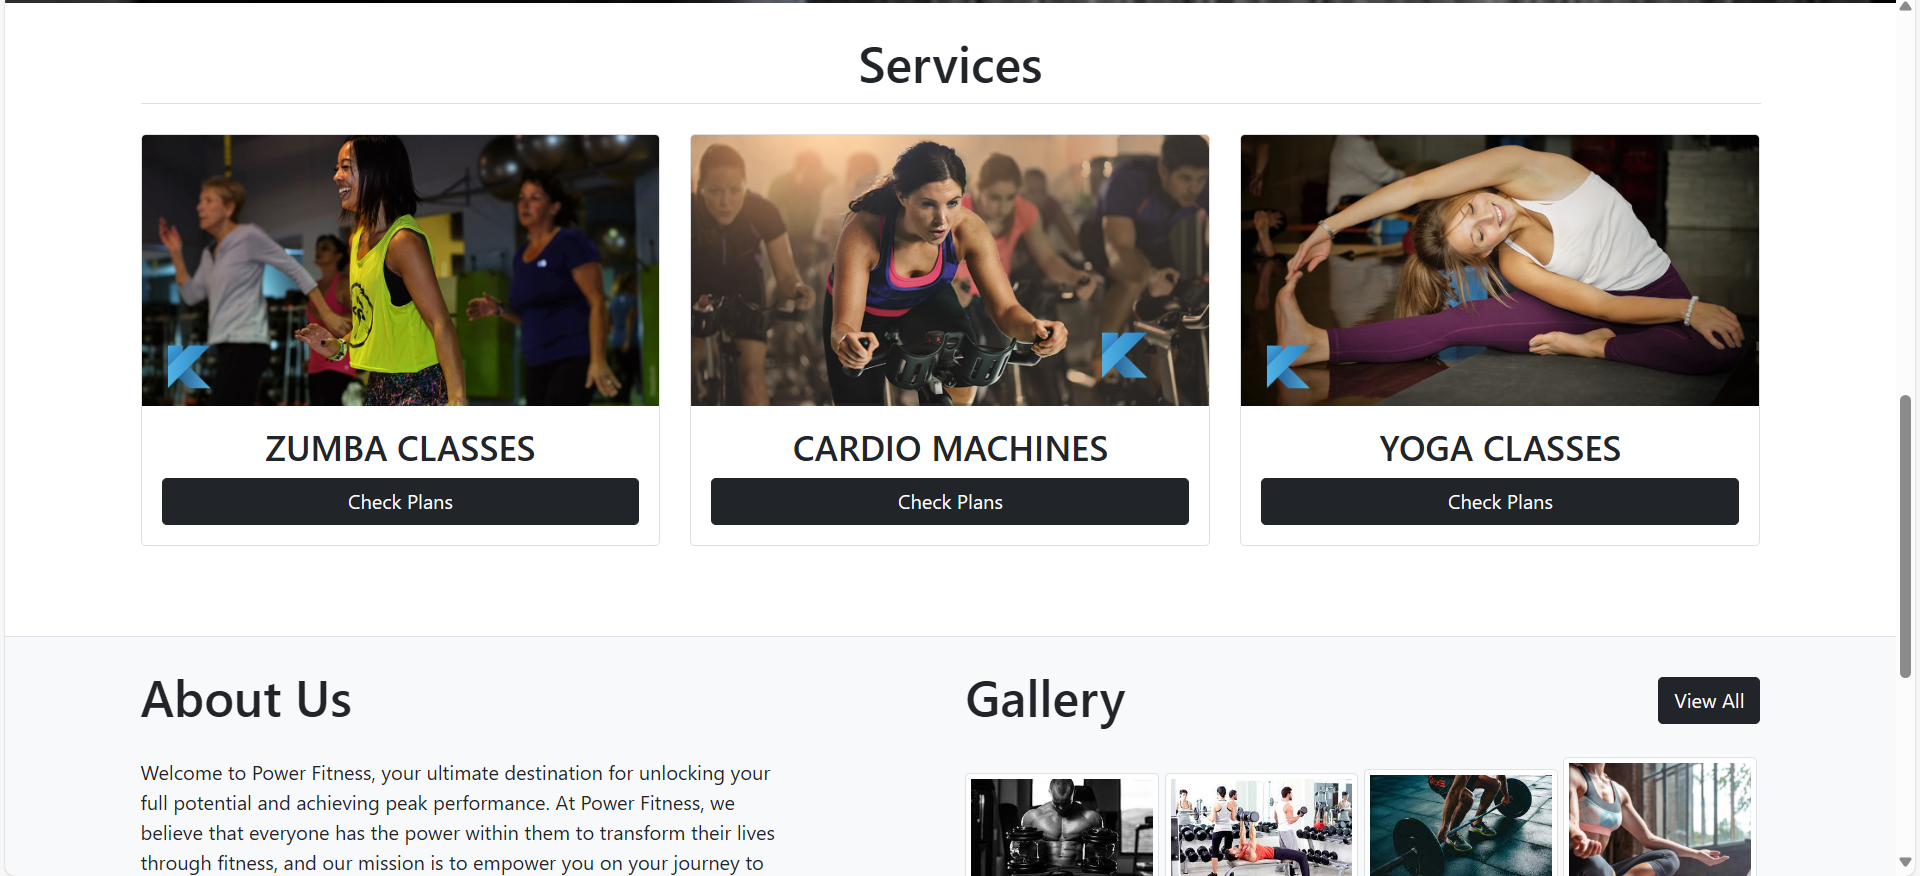 Services
ZUMBA CLASSES
Check Plans
CARDIO MACHINES
Check Plans
YOGA CLASSES
Check Plans
About Us
Welcome to Power Fitness, your ultimate destination for unlocking your
full potential and achieving peak performance. At Power Fitness, we
believe that everyone has the power within them to transform their lives
through fitness, and our mission is to empower you on your journey to
Gallery
View All